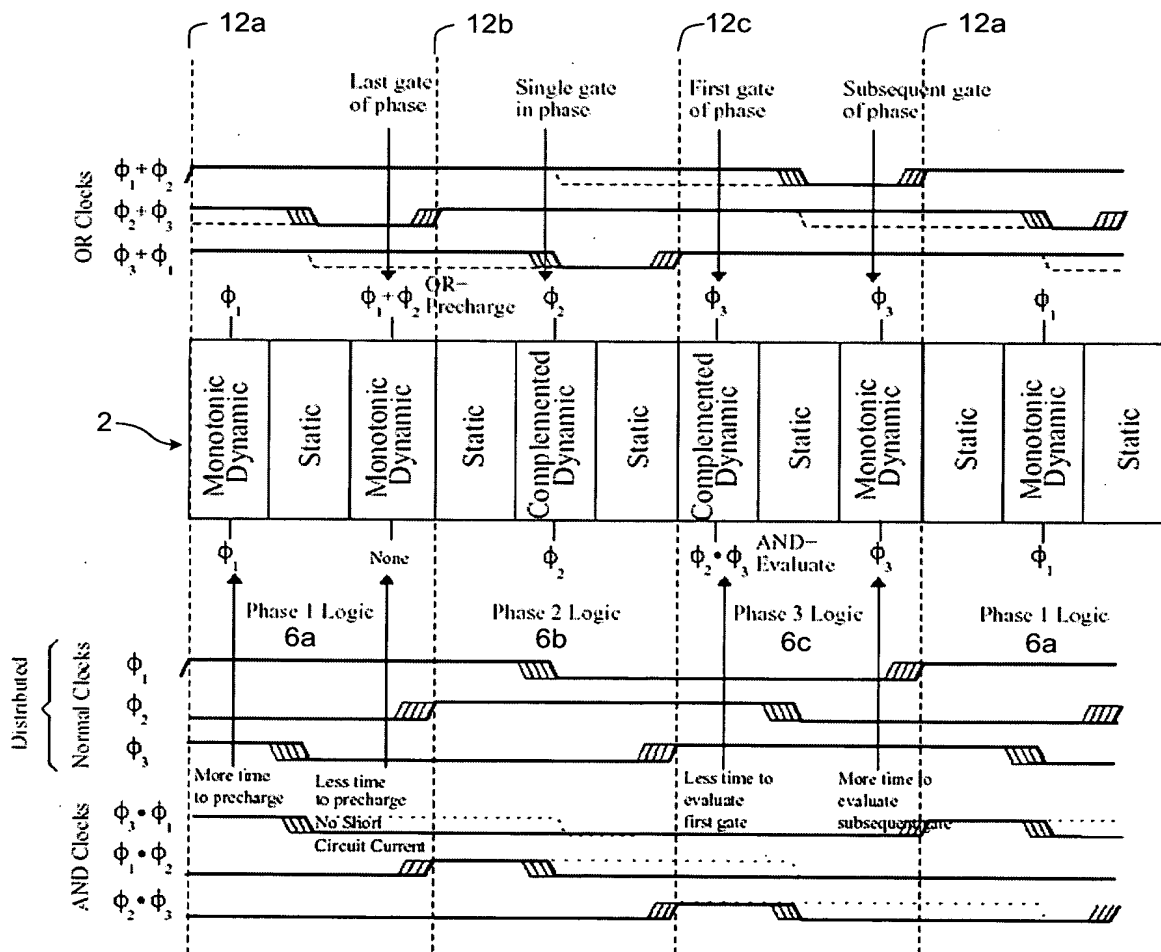 12a
12b
12c
12a
Last gate
of phase
Single gate
in phase
First gate
of phase
Subsequent gate
of phase
OR Clocks
ϕ1 + ϕ2
ϕ2 + ϕ3
ϕ3 + ϕ1
ϕ1
ϕ1 + ϕ2
OR–
Precharge
ϕ2
ϕ3
ϕ3
ϕ1
2
Monotonic
Dynamic
Static
Monotonic
Dynamic
Static
Complemented
Dynamic
Static
Complemented
Dynamic
Static
Monotonic
Dynamic
Static
Monotonic
Dynamic
Static
ϕ1
None
ϕ2
ϕ2 • ϕ3
AND–
Evaluate
ϕ3
ϕ1
Phase 1 Logic
6a
Phase 2 Logic
6b
Phase 3 Logic
6c
Phase 1 Logic
6a
Distributed
Normal Clocks
ϕ1
ϕ2
ϕ3
More time
to precharge
Less time
to precharge
No Short
Circuit Current
Less time to
evaluate
first gate
More time to
evaluate
subsequent gate
AND Clocks
ϕ3 • ϕ1
ϕ1 • ϕ2
ϕ2 • ϕ3